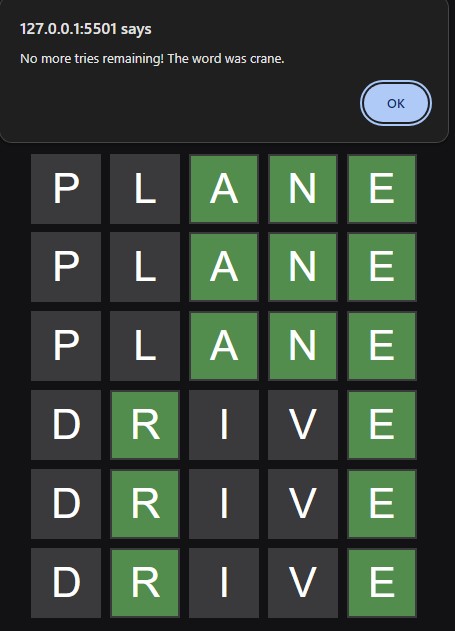 127.0.0.1:5501 says
No more tries remaining! The word was crane.
OK
P L A N E
P L A N E
P L A N E
D R I V E
D R I V E
D R I V E